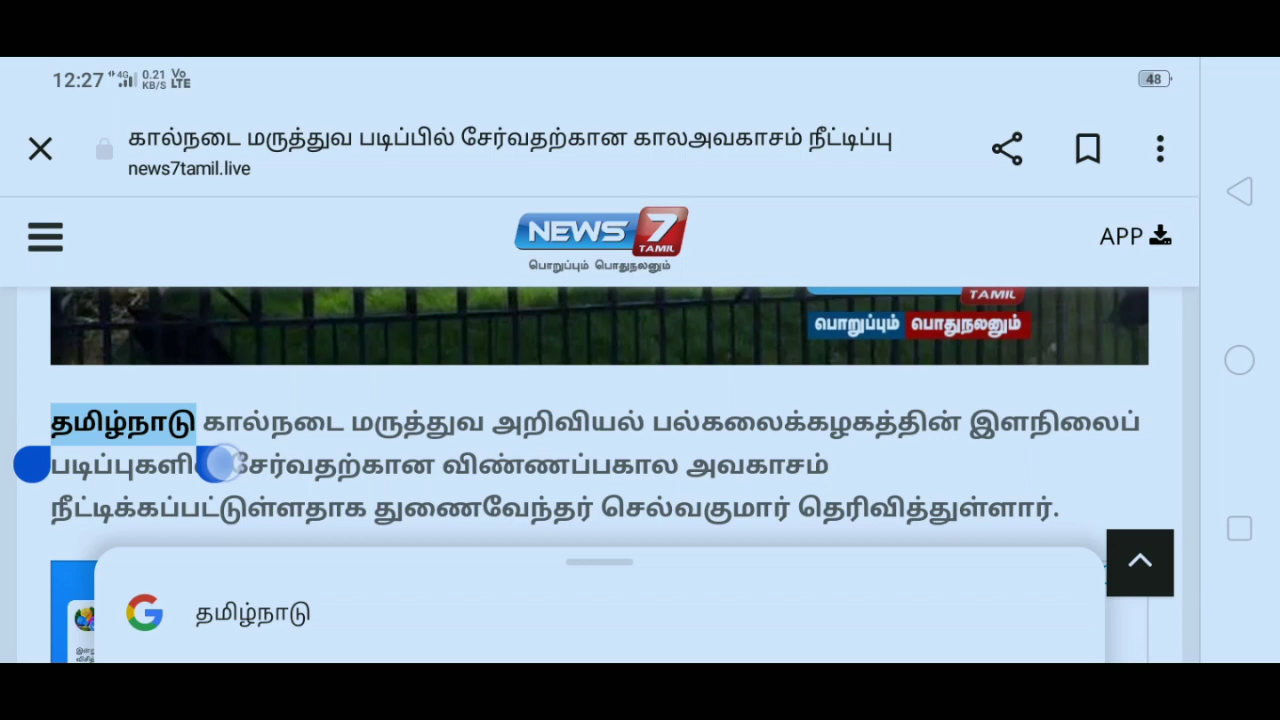 12:27 4G 0.21 KB/S Vo LTE 48
கால்நடை மருத்துவ படிப்பில் சேர்வதற்கான காலஅவகாசம் நீட்டிப்பு
news7tamil.live
NEWS 7 TAMIL
பொறுப்பும் பொதுநலனும்
APP
TAMIL
பொறுப்பும் பொதுநலனும்
தமிழ்நாடு கால்நடை மருத்துவ அறிவியல் பல்கலைக்கழகத்தின் இளநிலைப்
சேர்வதற்கான விண்ணப்பகால அவகாசம்
நீட்டிக்கப்பட்டுள்ளதாக துணைவேந்தர் செல்வகுமார் தெரிவித்துள்ளார்.
தமிழ்நாடு